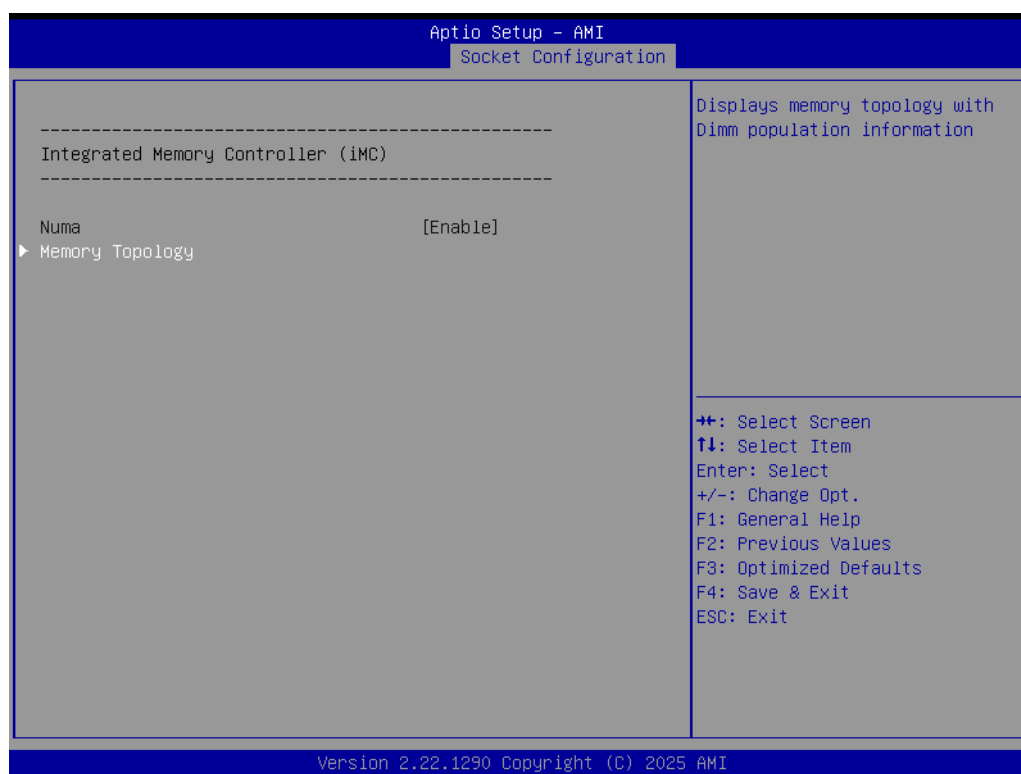 Aptio Setup – AMI
Socket Configuration
--------------------------------------------------
Integrated Memory Controller (iMC)
--------------------------------------------------
Numa [Enable]
Memory Topology
Displays memory topology with
Dimm population information
→←: Select Screen
↑↓: Select Item
Enter: Select
+/-: Change Opt.
F1: General Help
F2: Previous Values
F3: Optimized Defaults
F4: Save & Exit
ESC: Exit
Version 2.22.1290 Copyright (C) 2025 AMI